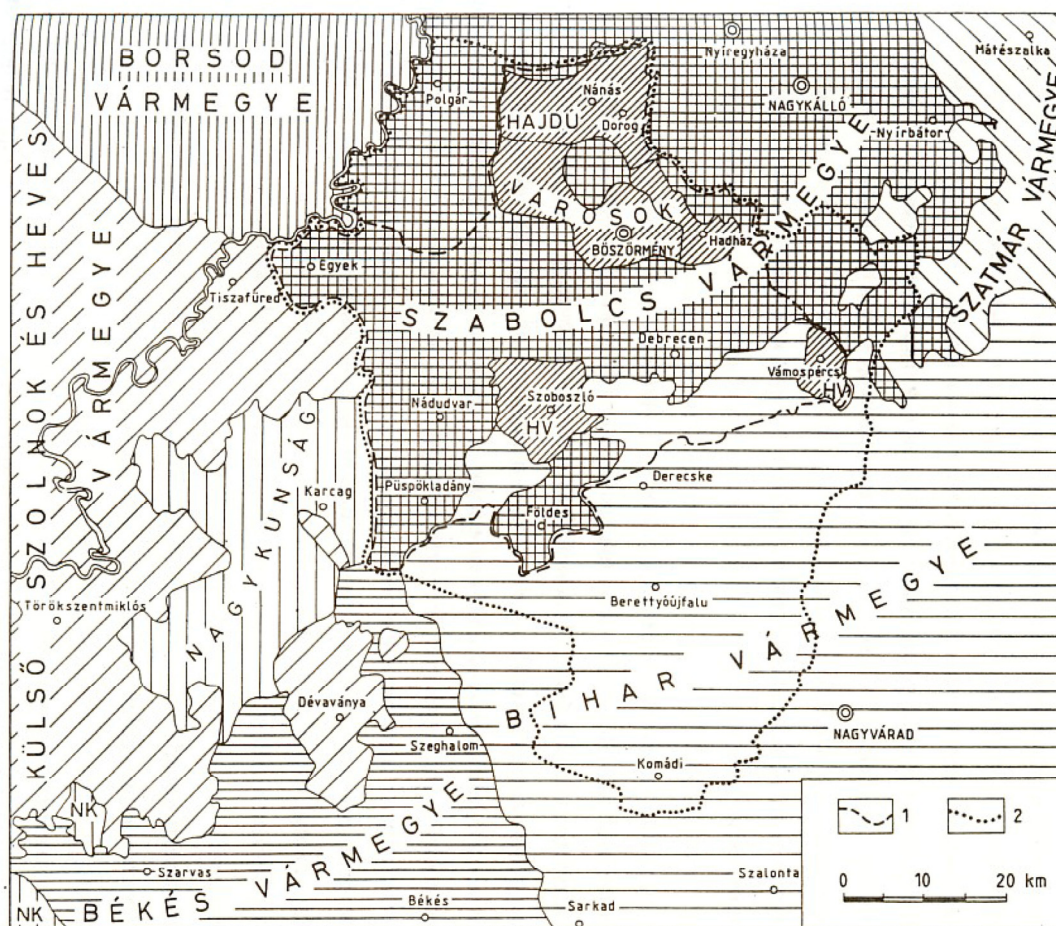 BORSOD
VÁRMEGYE
Nyíregyháza
Mátészalka
Polgár
Nánás
NAGYKÁLLÓ
HAJDÚ
Dorog
Nyírbátor
VÁROSOK
BÖSZÖRMÉNY
Hadház
SZATMÁR VÁRMEGYE
KÜLSŐ SZOLNOK ÉS HEVES
VÁRMEGYE
Egyek
Tiszafüred
SZABOLCS VÁRMEGYE
Debrecen
Vámospércs
HV
Nádudvar
Szoboszló
HV
Derecske
Karcag
Püspökladány
Földes
NAGYKUNSÁG
Törökszentmiklós
Berettyóújfalu
BIHAR VÁRMEGYE
Dévaványa
Szeghalom
NAGYVÁRAD
Komádi
NK
1
2
Szarvas
BÉKÉS VÁRMEGYE
Szalonta
0 10 20 km
NK
Békés
Sarkad